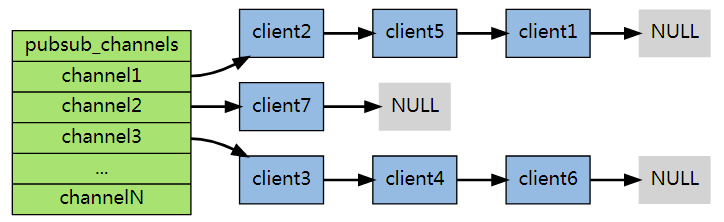 pubsub_channels
channel1
channel2
channel3
...
channelN
client2 client5 client1 NULL
client7 NULL
client3 client4 client6 NULL